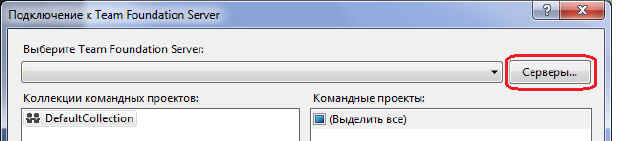 Подключение к Team Foundation Server
?
Выберите Team Foundation Server:
Серверы...
Коллекции командных проектов:
Командные проекты:
DefaultCollection
(Выделить все)